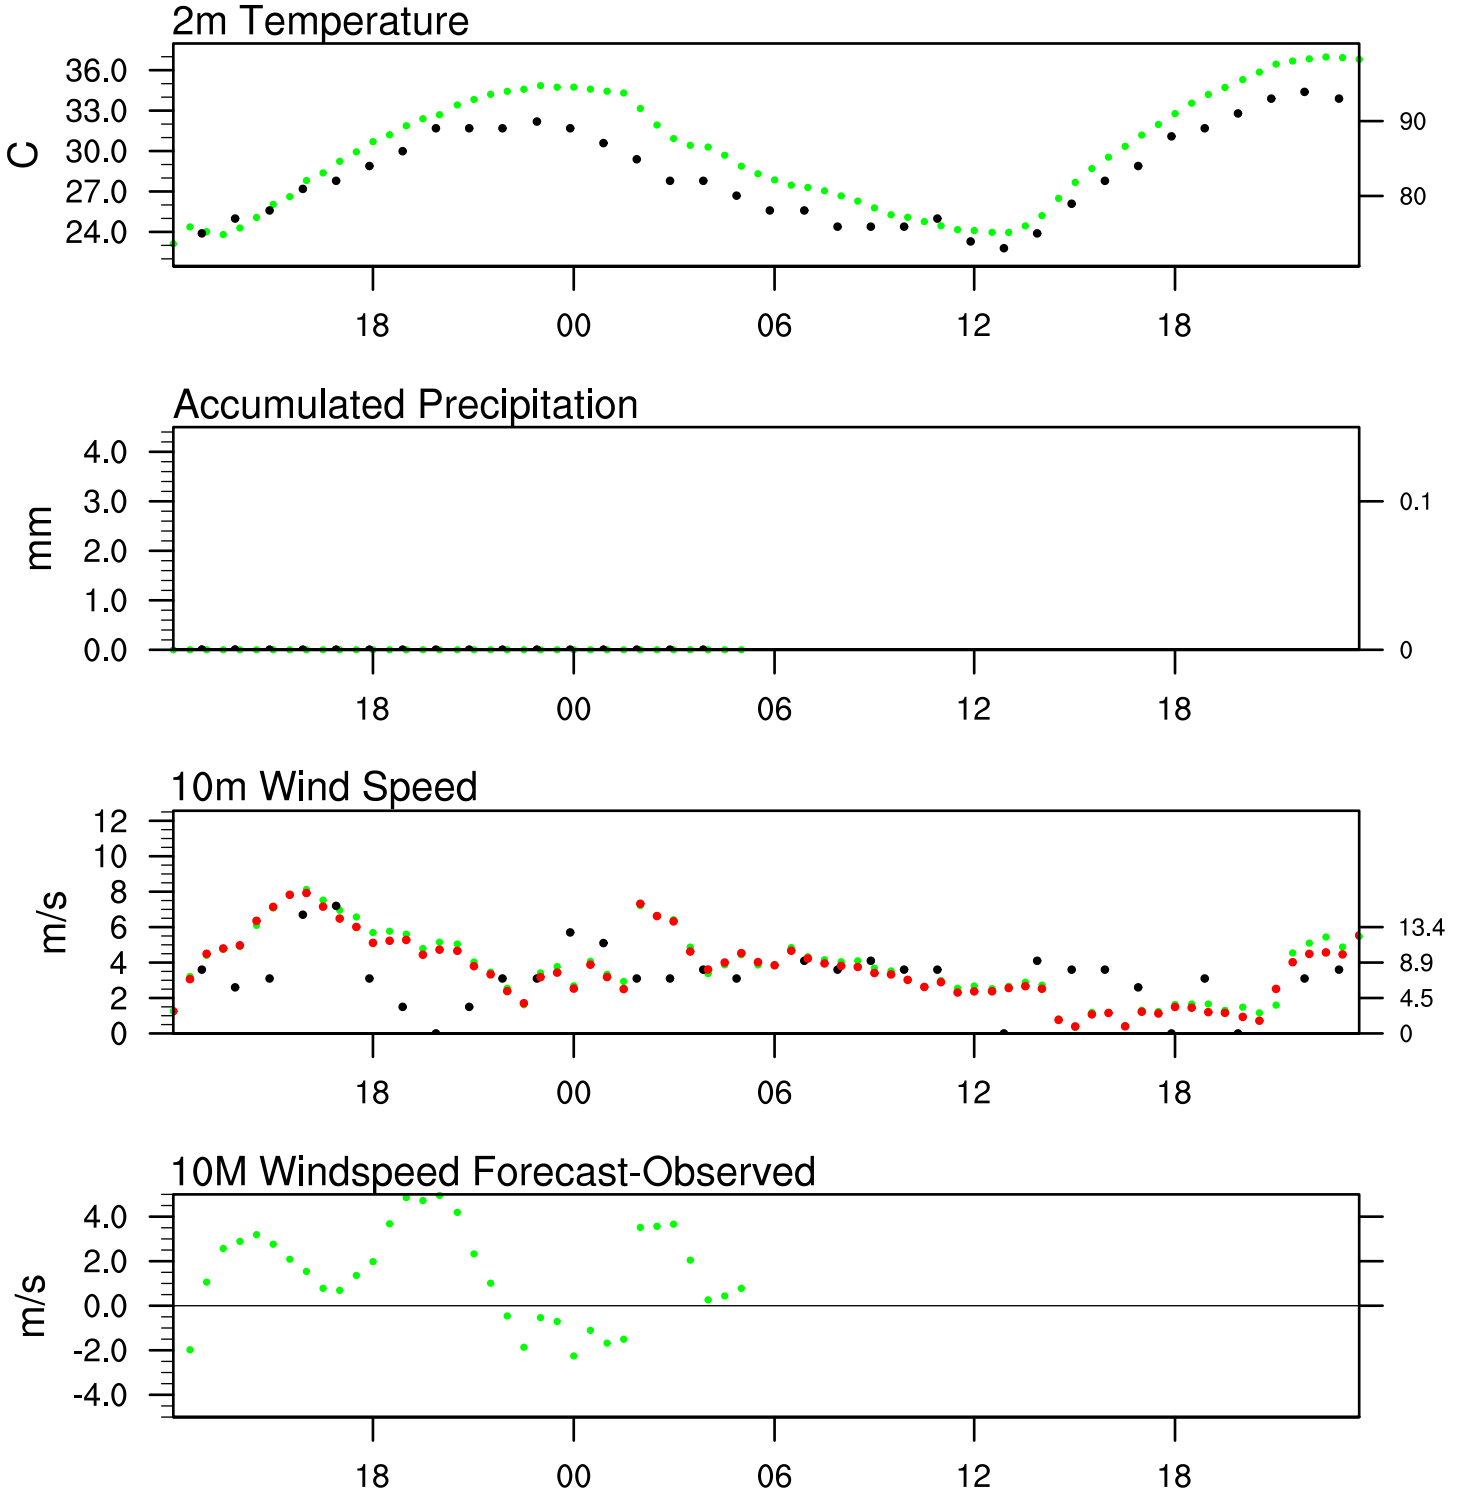 2m Temperature
C
36.0
33.0
30.0
27.0
24.0
90
80
18 00 06 12 18
Accumulated Precipitation
mm
4.0
3.0
2.0
1.0
0.0
0.1
0
18 00 06 12 18
10m Wind Speed
m/s
12
10
8
6
4
2
0
13.4
8.9
4.5
0
18 00 06 12 18
10M Windspeed Forecast-Observed
m/s
4.0
2.0
0.0
-2.0
-4.0
18 00 06 12 18